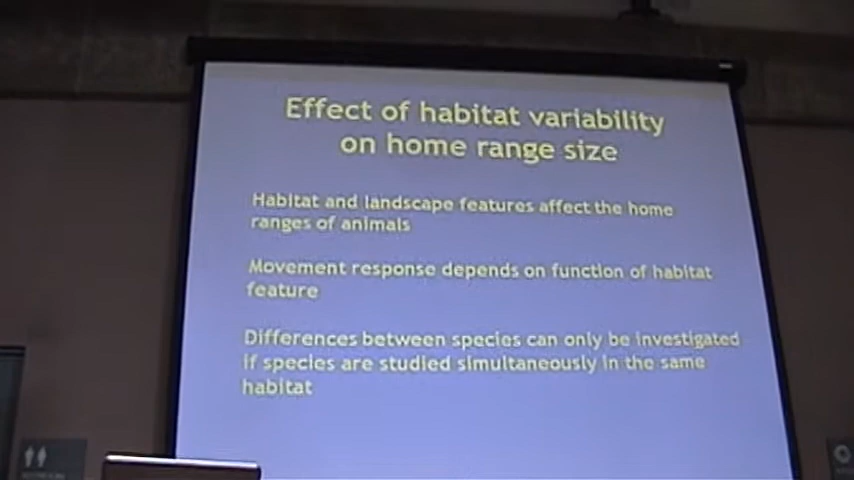 Effect of habitat variability
on home range size
Habitat and landscape features affect the home
ranges of animals
Movement response depends on function of habitat
feature
Differences between species can only be investigated
if species are studied simultaneously in the same
habitat